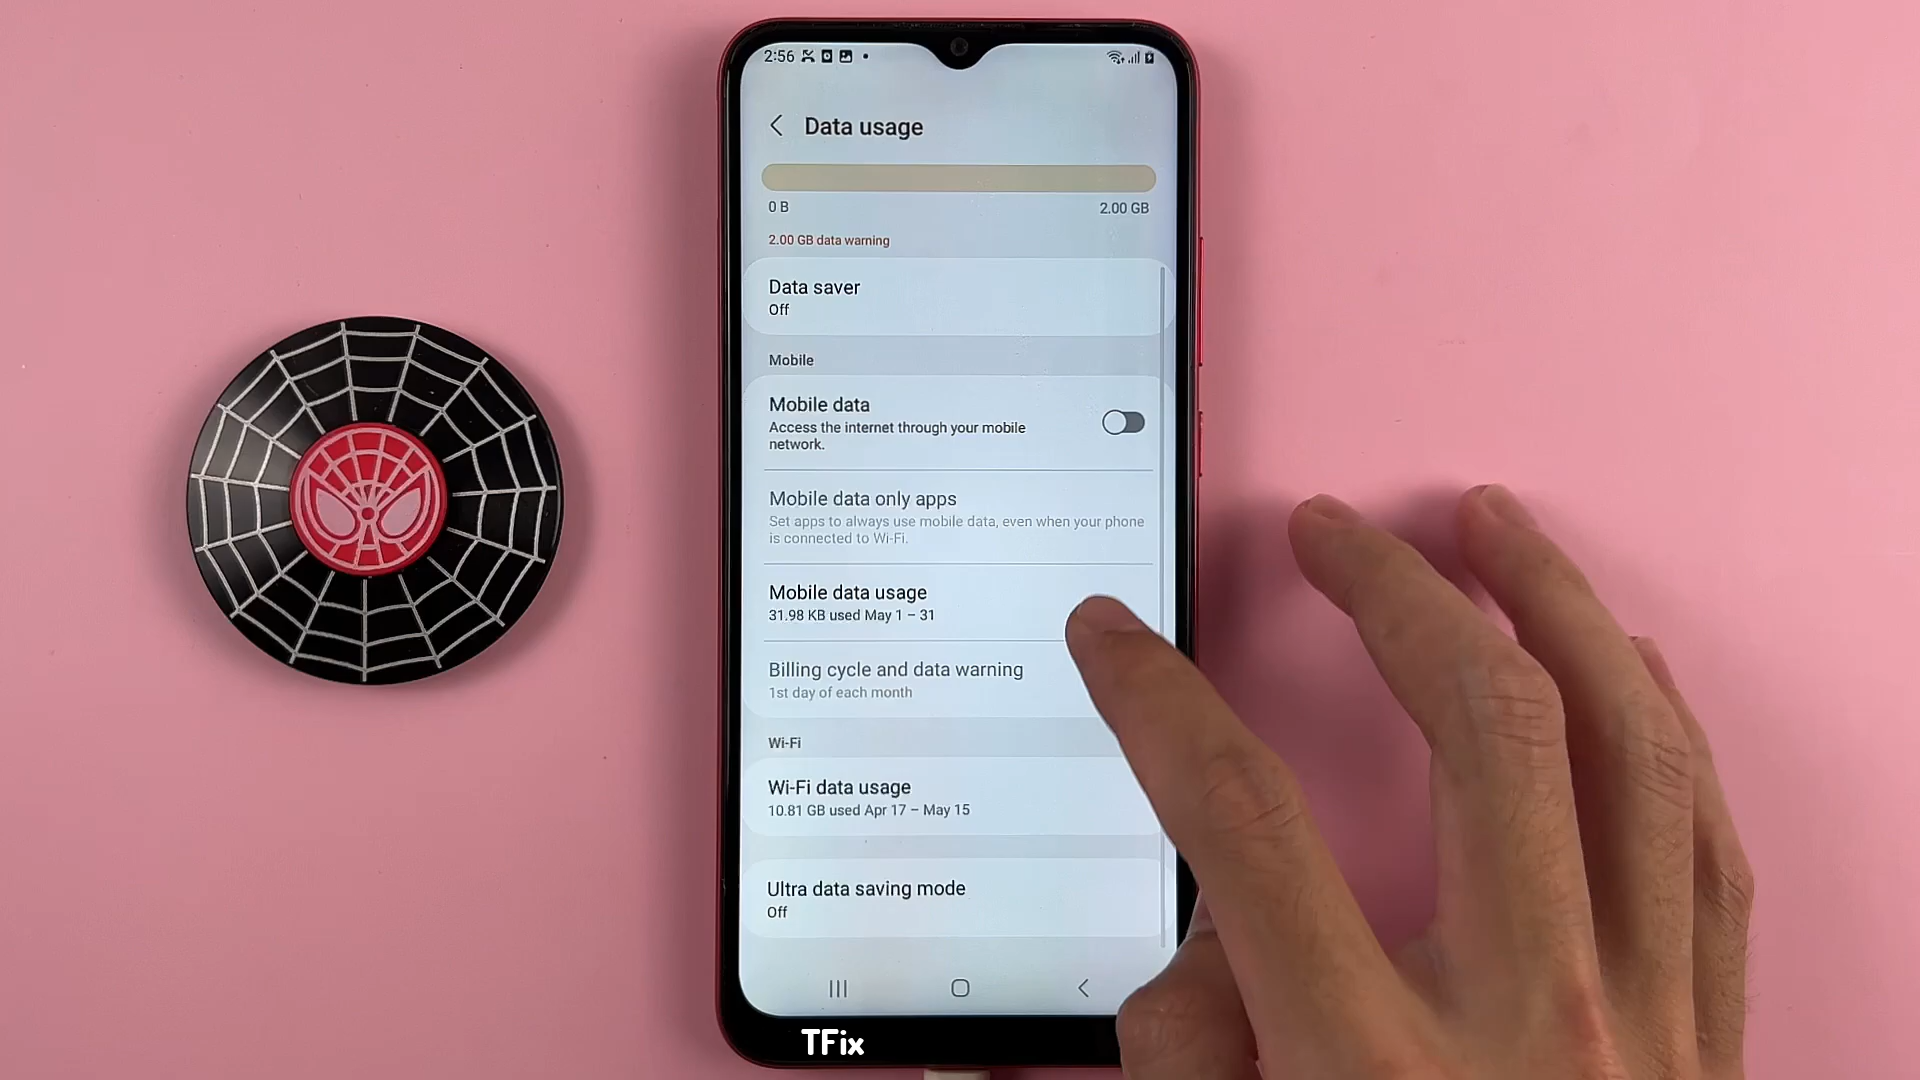 2:56
Data usage
0 B
2.00 GB
2.00 GB data warning
Data saver
Off
Mobile
Mobile data
Access the internet through your mobile
network.
Mobile data only apps
Set apps to always use mobile data, even when your phone
is connected to Wi-Fi.
Mobile data usage
31.98 KB used May 1 – 31
Billing cycle and data warning
1st day of each month
Wi-Fi
Wi-Fi data usage
10.81 GB used Apr 17 – May 15
Ultra data saving mode
Off
TFix